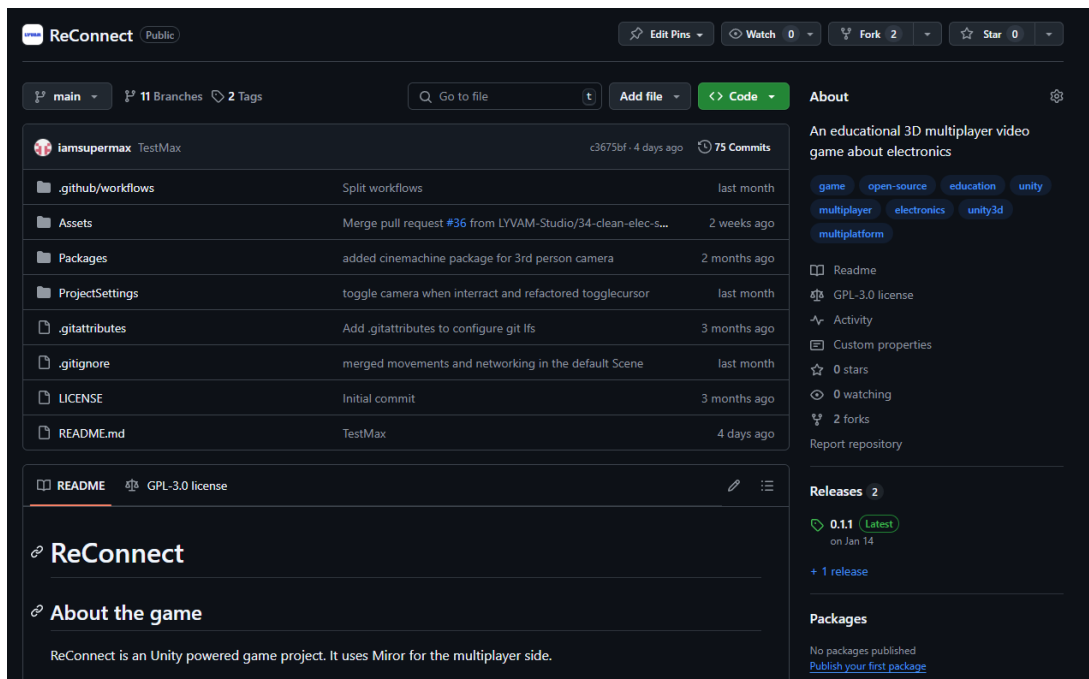 LYVAM ReConnect Public Edit Pins Watch 0 Fork 2 Star 0
main 11 Branches 2 Tags Go to file t Add file Code
iamsupermax TestMax c3675bf · 4 days ago 75 Commits
.github/workflows Split workflows last month
Assets Merge pull request #36 from LYVAM-Studio/34-clean-elec-s... 2 weeks ago
Packages added cinemachine package for 3rd person camera 2 months ago
ProjectSettings toggle camera when interract and refactored togglecursor last month
.gitattributes Add .gitattributes to configure git lfs 3 months ago
.gitignore merged movements and networking in the default Scene last month
LICENSE Initial commit 3 months ago
README.md TestMax 4 days ago
README GPL-3.0 license
ReConnect
About the game
ReConnect is an Unity powered game project. It uses Miror for the multiplayer side.
About
An educational 3D multiplayer video
game about electronics
game open-source education unity
multiplayer electronics unity3d
multiplatform
Readme
GPL-3.0 license
Activity
Custom properties
0 stars
0 watching
2 forks
Report repository
Releases 2
0.1.1 Latest
on Jan 14
+ 1 release
Packages
No packages published
Publish your first package